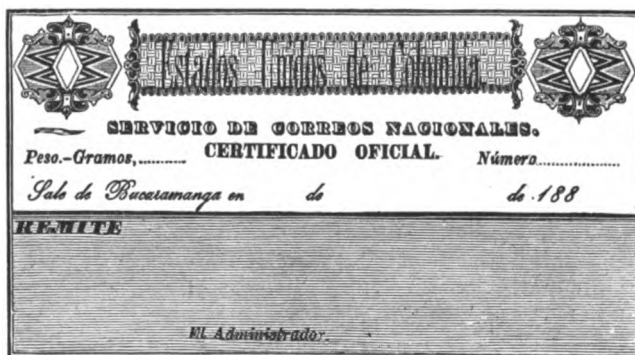 Estados Unidos de Colombia.
SERVICIO DE CORREOS NACIONALES.
Peso.-Gramos,.......... CERTIFICADO OFICIAL. Número...............
Sale de Bucaramanga en de de 188
REMITE
El Administrador.